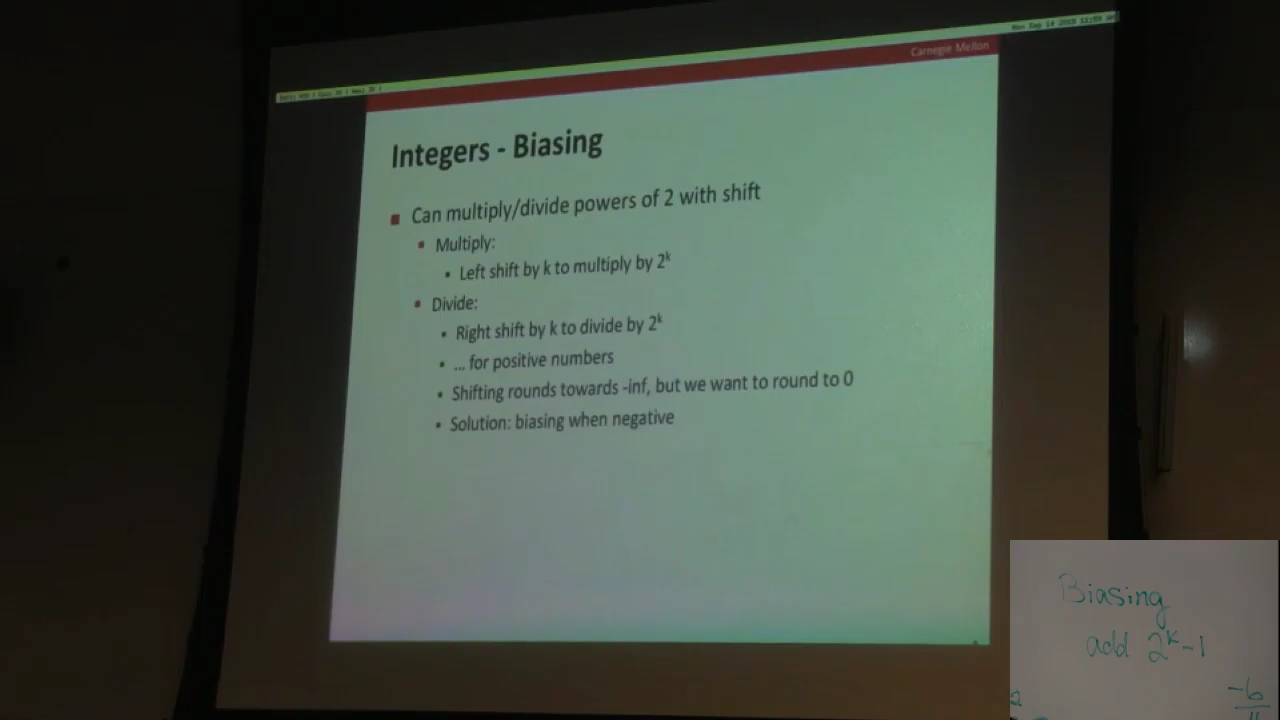 Carnegie Mellon
Integers - Biasing
Can multiply/divide powers of 2 with shift
Multiply:
Left shift by k to multiply by 2ᵏ
Divide:
Right shift by k to divide by 2ᵏ
... for positive numbers
Shifting rounds towards -inf, but we want to round to 0
Solution: biasing when negative
Biasing
add 2ᵏ-1
-6